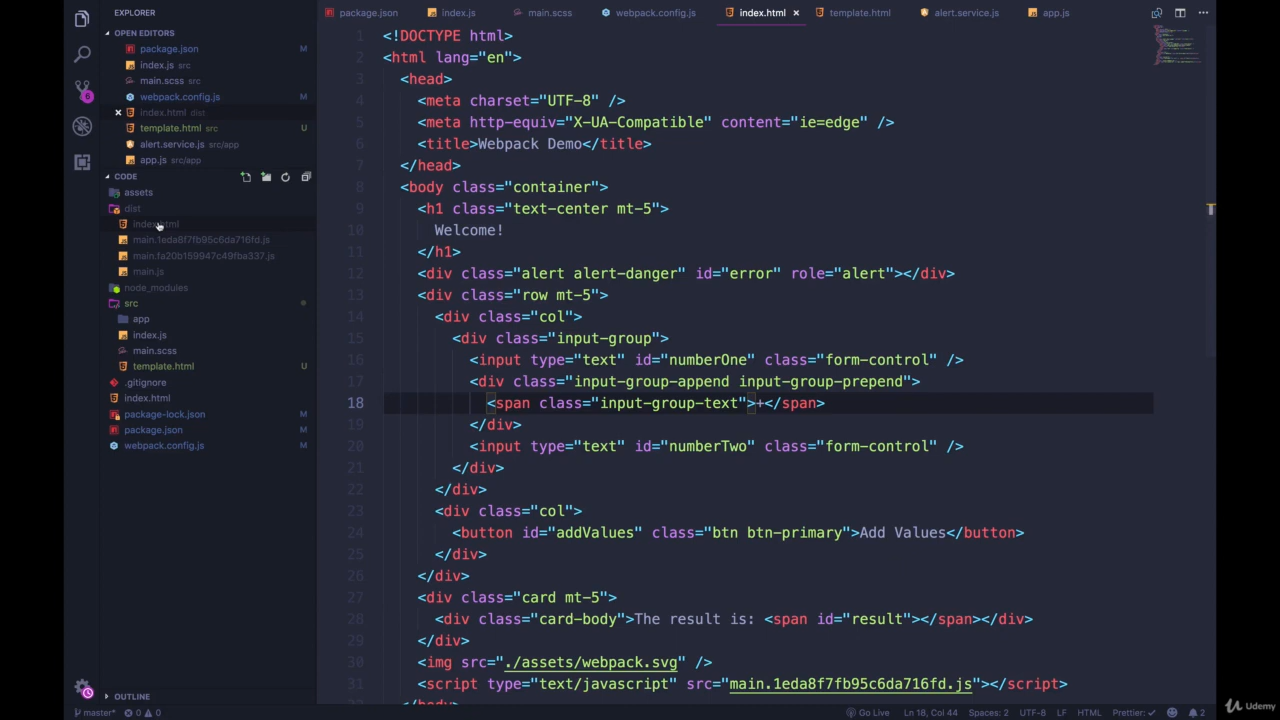 EXPLORER
OPEN EDITORS
package.json M
index.js src
main.scss src
webpack.config.js M
index.html dist
template.html src U
alert.service.js src/app
app.js src/app
CODE
assets
dist
index.html
main.1eda8f7fb95c6da716fd.js
main.fa20b159947c49fba337.js
main.js
node_modules
src
app
index.js
main.scss
template.html U
.gitignore
index.html
package-lock.json M
package.json M
webpack.config.js M
OUTLINE
6
package.json index.js main.scss webpack.config.js index.html template.html alert.service.js app.js
1 <!DOCTYPE html>
2 <html lang="en">
3 <head>
4 <meta charset="UTF-8" />
5 <meta http-equiv="X-UA-Compatible" content="ie=edge" />
6 <title>Webpack Demo</title>
7 </head>
8 <body class="container">
9 <h1 class="text-center mt-5">
10 Welcome!
11 </h1>
12 <div class="alert alert-danger" id="error" role="alert"></div>
13 <div class="row mt-5">
14 <div class="col">
15 <div class="input-group">
16 <input type="text" id="numberOne" class="form-control" />
17 <div class="input-group-append input-group-prepend">
18 <span class="input-group-text">+</span>
19 </div>
20 <input type="text" id="numberTwo" class="form-control" />
21 </div>
22 </div>
23 <div class="col">
24 <button id="addValues" class="btn btn-primary">Add Values</button>
25 </div>
26 </div>
27 <div class="card mt-5">
28 <div class="card-body">The result is: <span id="result"></span></div>
29 </div>
30 <img src="./assets/webpack.svg" />
31 <script type="text/javascript" src="main.1eda8f7fb95c6da716fd.js"></script>
master* 0 0 Go Live Ln 18, Col 44 Spaces: 2 UTF-8 LF HTML Prettier: ✓ 2
Udemy